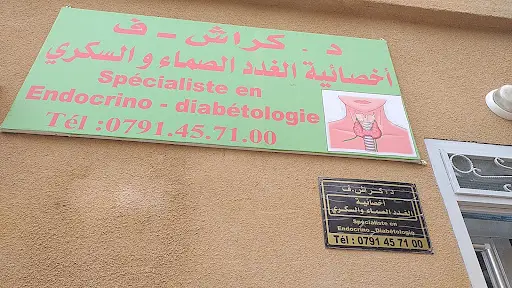 د . كراش - ف
أخصائية الغدد الصماء و السكري
Spécialiste en
Endocrino - diabétologie
Tél :0791.45.71.00
د . كراش . ف
أخصائية
الغدد الصماء والسكري
Spécialiste en
Endocrino _ Diabétologie
Tél : 0791 45 71 00